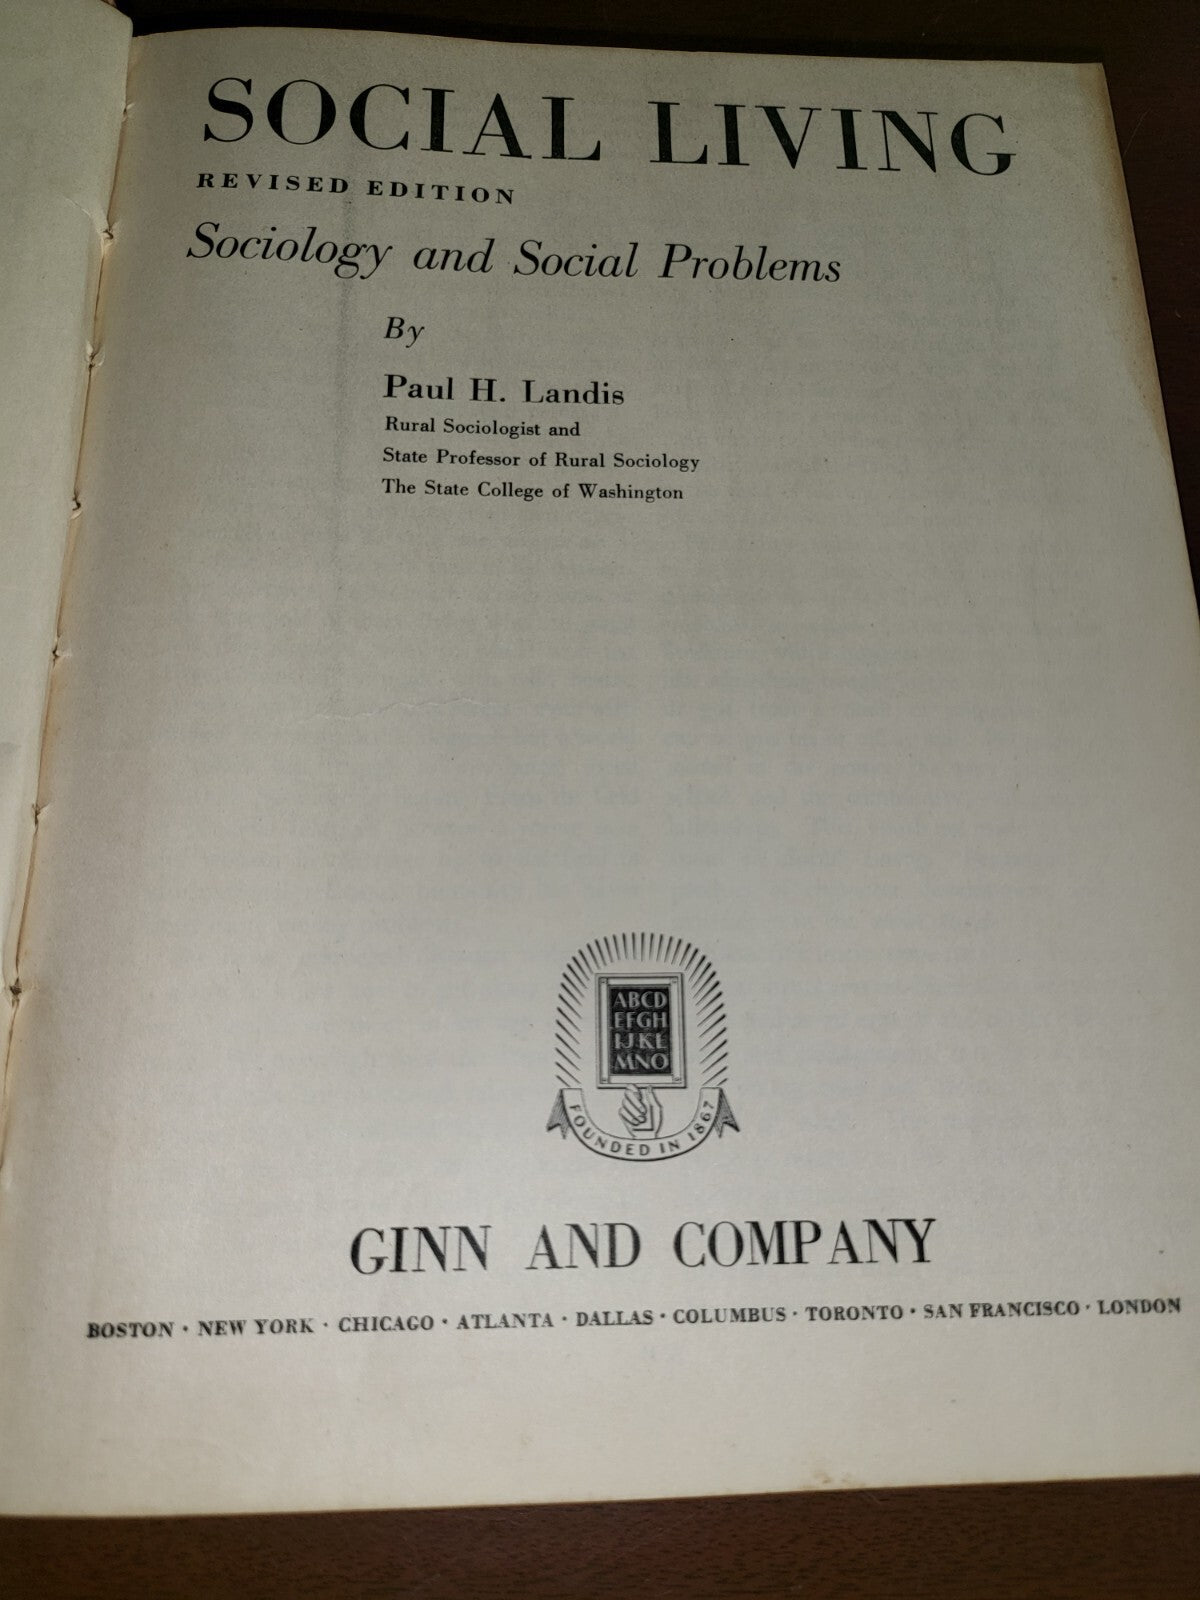 SOCIAL LIVING
REVISED EDITION
Sociology and Social Problems
By
Paul H. Landis
Rural Sociologist and
State Professor of Rural Sociology
The State College of Washington
ABCD
EFGH
IJKL
MNO
FOUNDED IN 1867
GINN AND COMPANY
BOSTON · NEW YORK · CHICAGO · ATLANTA · DALLAS · COLUMBUS · TORONTO · SAN FRANCISCO · LONDON